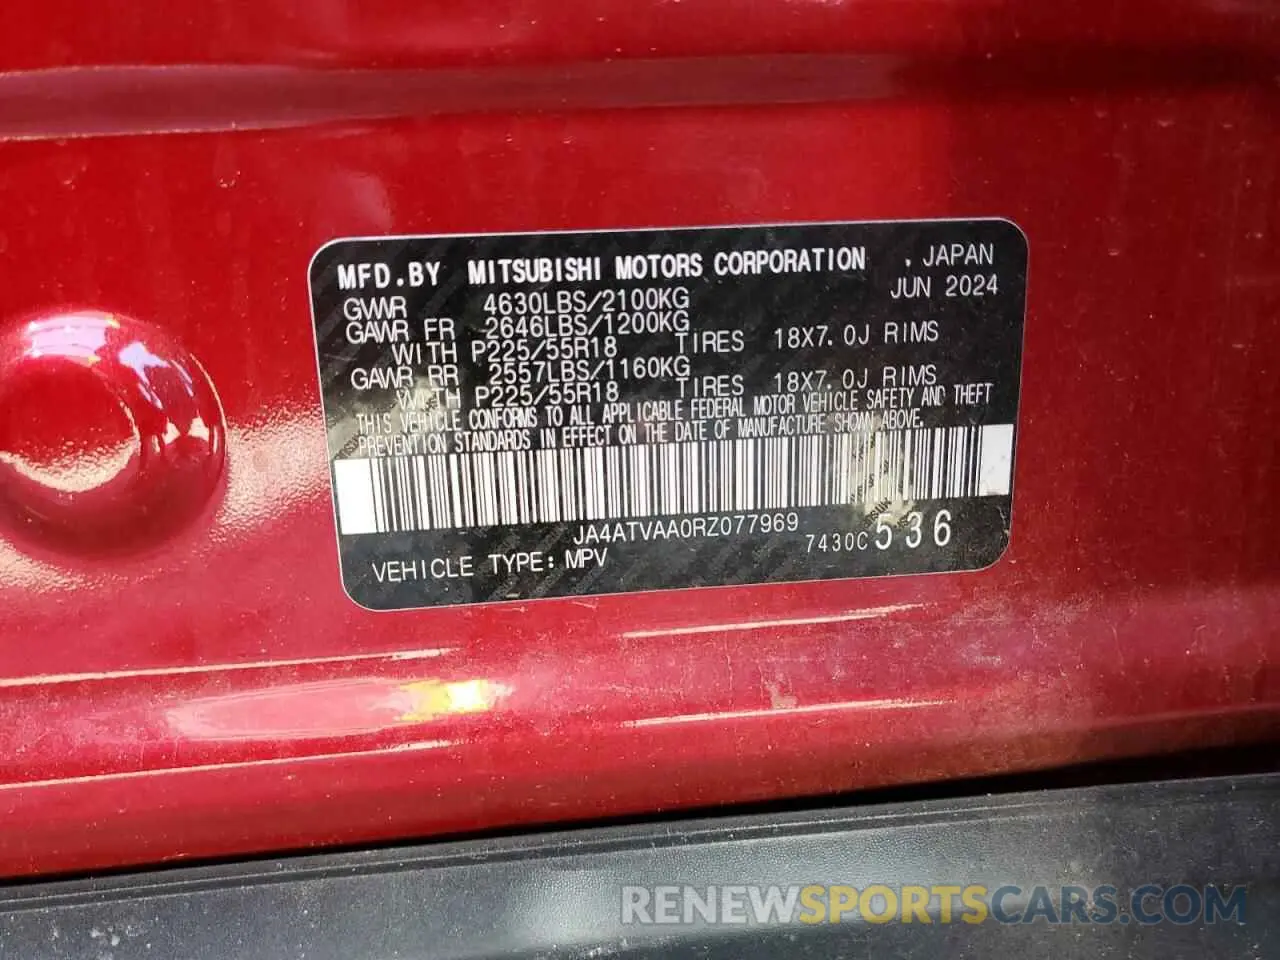 MFD.BY MITSUBISHI MOTORS CORPORATION , JAPAN
JUN 2024
GVWR 4630LBS/2100KG
GAWR FR 2646LBS/1200KG
WITH P225/55R18 TIRES 18X7.0J RIMS
GAWR RR 2557LBS/1160KG
WITH P225/55R18 TIRES 18X7.0J RIMS
THIS VEHICLE CONFORMS TO ALL APPLICABLE FEDERAL MOTOR VEHICLE SAFETY AND THEFT
PREVENTION STANDARDS IN EFFECT ON THE DATE OF MANUFACTURE SHOWN ABOVE.
JA4ATVAA0RZ077969
7430C 536
VEHICLE TYPE: MPV
RENEWSPORTSCARS.COM